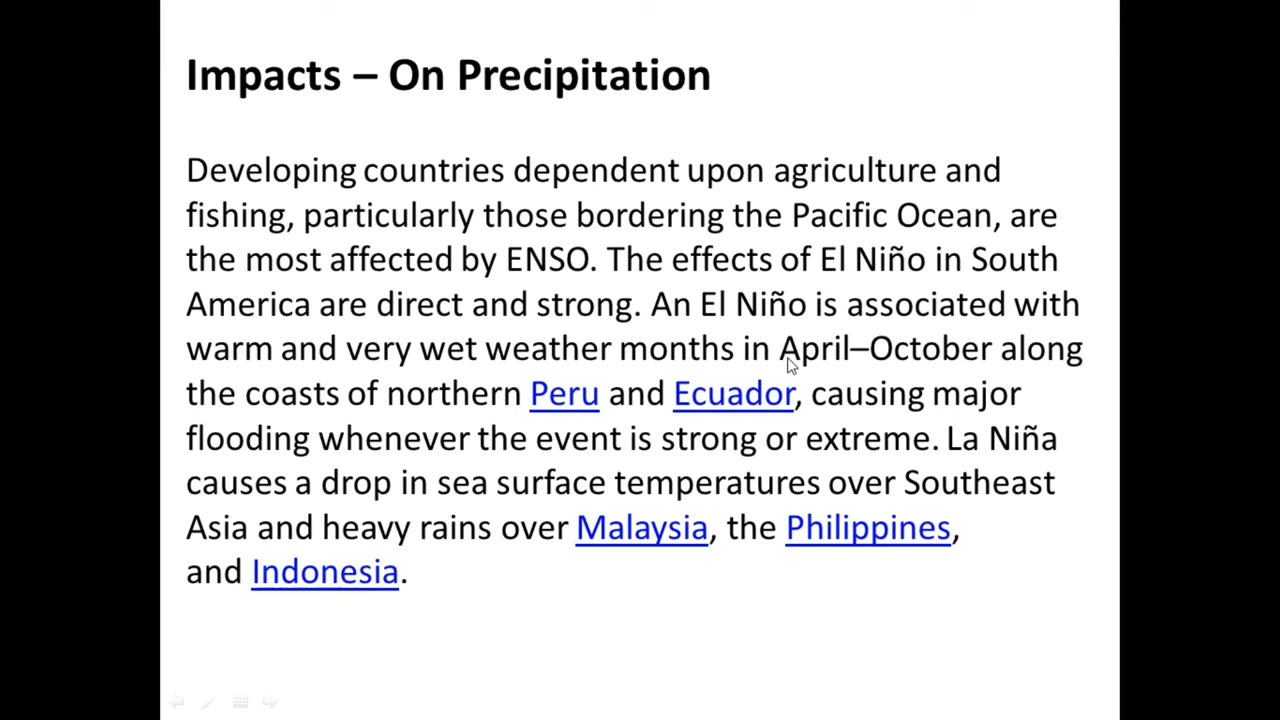 Impacts – On Precipitation
Developing countries dependent upon agriculture and
fishing, particularly those bordering the Pacific Ocean, are
the most affected by ENSO. The effects of El Niño in South
America are direct and strong. An El Niño is associated with
warm and very wet weather months in April–October along
the coasts of northern Peru and Ecuador, causing major
flooding whenever the event is strong or extreme. La Niña
causes a drop in sea surface temperatures over Southeast
Asia and heavy rains over Malaysia, the Philippines,
and Indonesia.